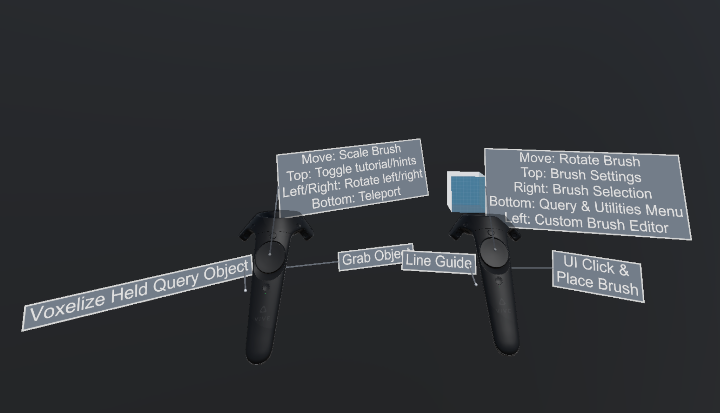 Move: Scale Brush
Top: Toggle tutorial/hints
Left/Right: Rotate left/right
Bottom: Teleport
Move: Rotate Brush
Top: Brush Settings
Right: Brush Selection
Bottom: Query & Utilities Menu
Left: Custom Brush Editor
Voxelize Held Query Object
Grab Object
Line Guide
UI Click &
Place Brush